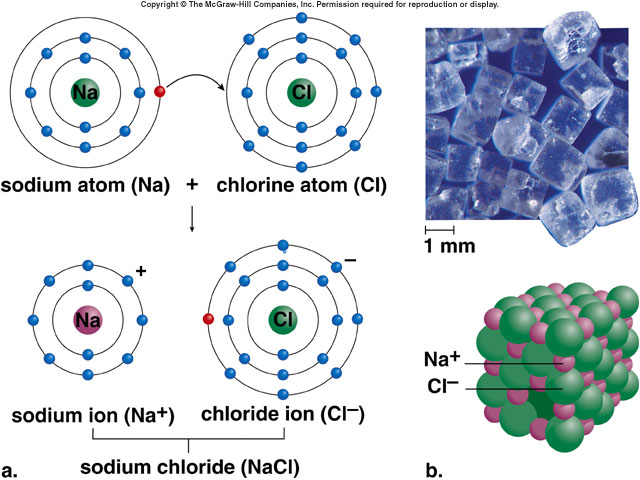 Copyright © The McGraw-Hill Companies, Inc. Permission required for reproduction or display.
a.
Na
Cl
sodium atom (Na) + chlorine atom (Cl)
+
–
Na
Cl
sodium ion (Na+) chloride ion (Cl–)
sodium chloride (NaCl)
a.
b.
1 mm
Na+
Cl–
b.